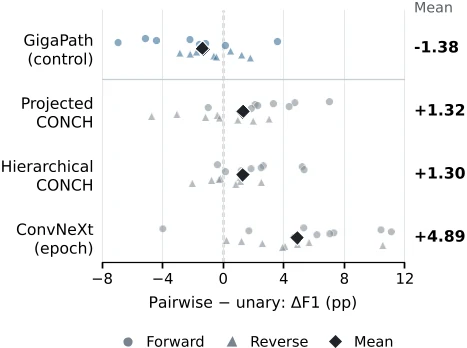 Mean
GigaPath
(control)
-1.38
Projected
CONCH
+1.32
Hierarchical
CONCH
+1.30
ConvNeXt
(epoch)
+4.89
−8 −4 0 4 8 12
Pairwise − unary: ΔF1 (pp)
Forward Reverse Mean